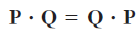 P · Q = Q · P